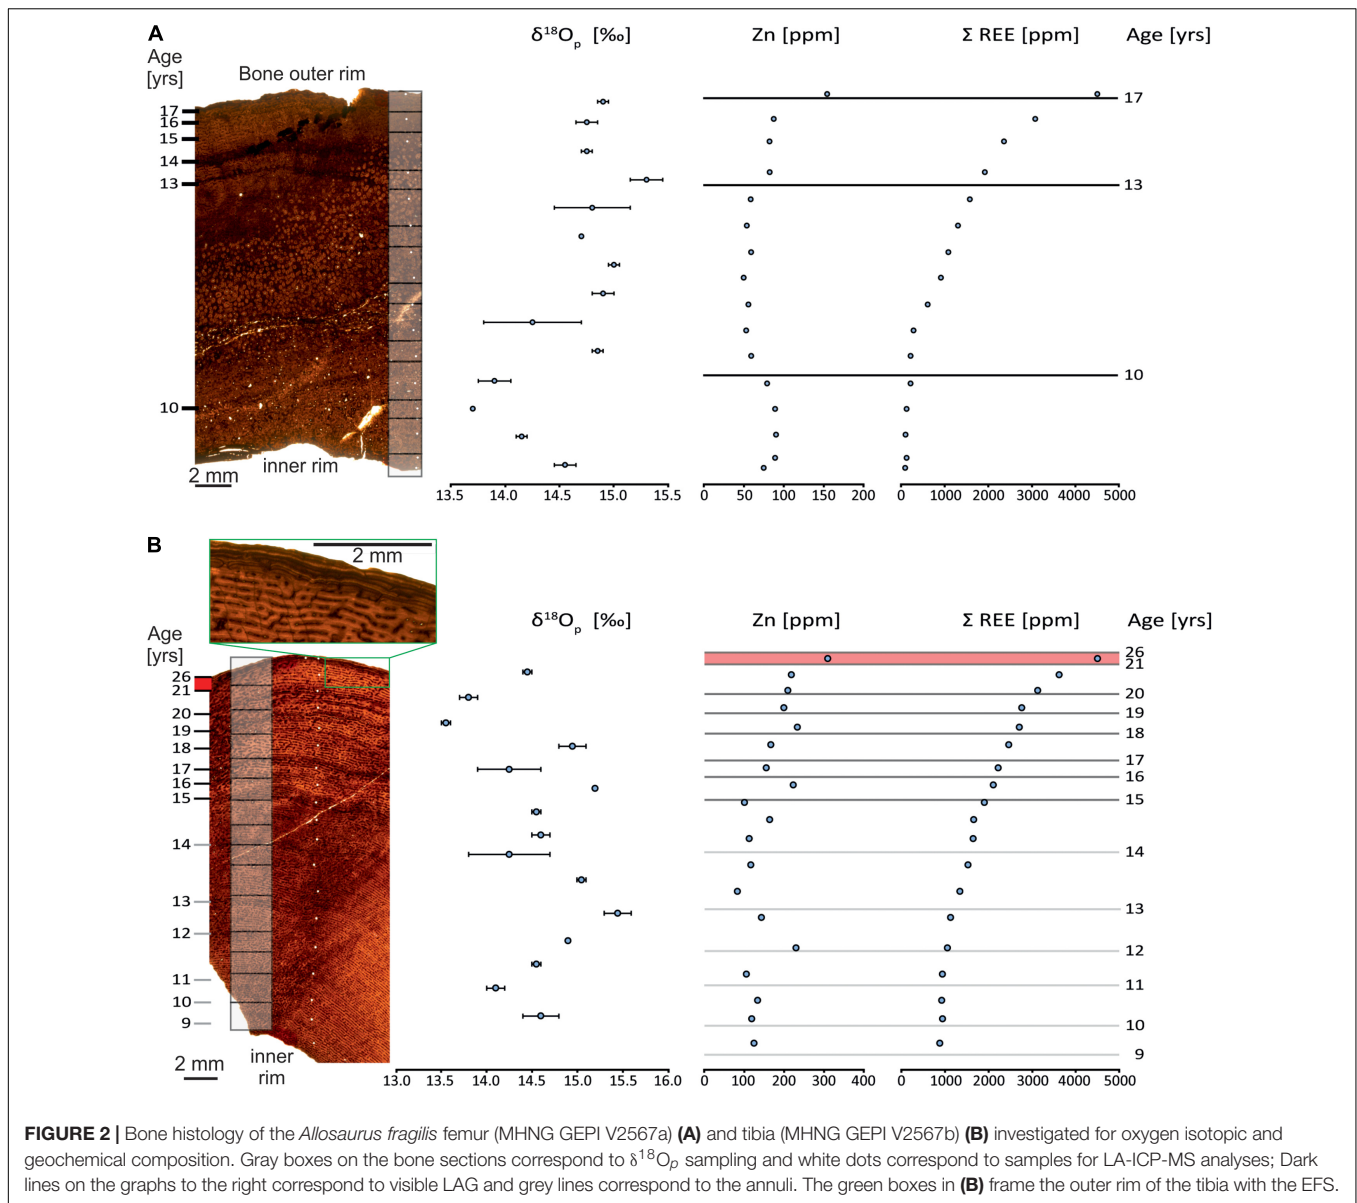 A
δ¹⁸Oₚ [‰]
Zn [ppm]
Σ REE [ppm]
Age [yrs]
Age
[yrs]
Bone outer rim
17
16
15
14
13
10
17
13
10
inner rim
2 mm
13.5 14.0 14.5 15.0 15.5
0 50 100 150 200
0 1000 2000 3000 4000 5000
B
2 mm
δ¹⁸Oₚ [‰]
Zn [ppm]
Σ REE [ppm]
Age [yrs]
Age
[yrs]
26
21
20
19
18
17
16
15
14
13
12
11
10
9
26
21
20
19
18
17
16
15
14
13
12
11
10
9
2 mm
inner
rim
13.0 13.5 14.0 14.5 15.0 15.5 16.0
0 100 200 300 400
0 1000 2000 3000 4000 5000
FIGURE 2 | Bone histology of the Allosaurus fragilis femur (MHNG GEPI V2567a) (A) and tibia (MHNG GEPI V2567b) (B) investigated for oxygen isotopic and
geochemical composition. Gray boxes on the bone sections correspond to δ¹⁸Oₚ sampling and white dots correspond to samples for LA-ICP-MS analyses; Dark
lines on the graphs to the right correspond to visible LAG and grey lines correspond to the annuli. The green boxes in (B) frame the outer rim of the tibia with the EFS.